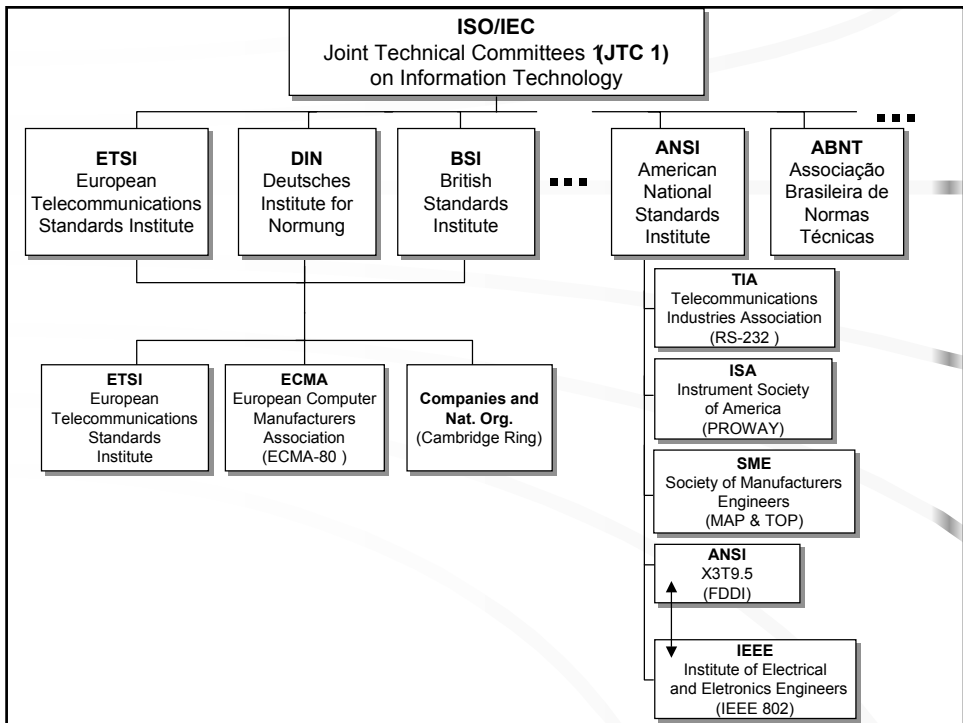 ISO/IEC
Joint Technical Committees 1(JTC 1)
on Information Technology
ETSI
European
Telecommunications
Standards Institute
DIN
Deutsches
Institute for
Normung
BSI
British
Standards
Institute
ANSI
American
National
Standards
Institute
ABNT
Associação
Brasileira de
Normas
Técnicas
ETSI
European
Telecommunications
Standards
Institute
ECMA
European Computer
Manufacturers
Association
(ECMA-80 )
Companies and
Nat. Org.
(Cambridge Ring)
TIA
Telecommunications
Industries Association
(RS-232 )
ISA
Instrument Society
of America
(PROWAY)
SME
Society of Manufacturers
Engineers
(MAP & TOP)
ANSI
X3T9.5
(FDDI)
IEEE
Institute of Electrical
and Eletronics Engineers
(IEEE 802)